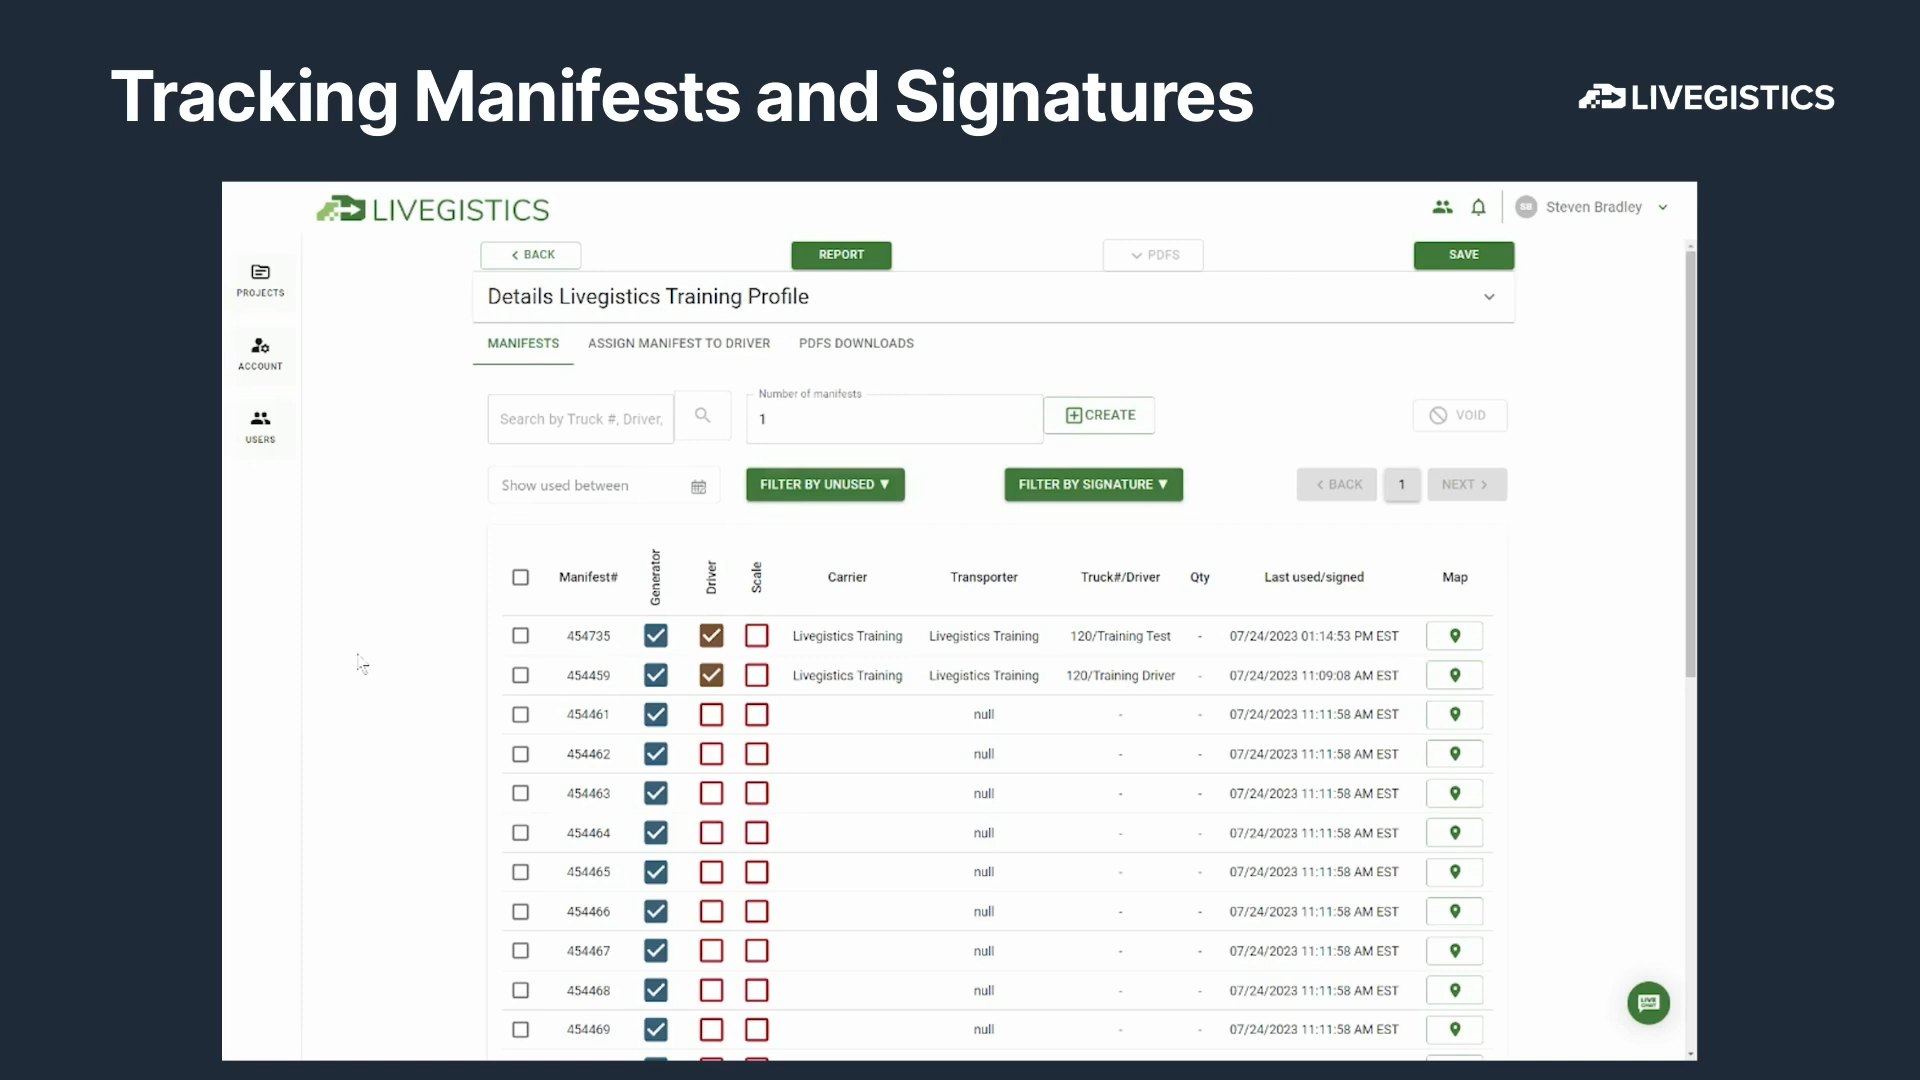 Tracking Manifests and Signatures
LIVEGISTICS
LIVEGISTICS
SB Steven Bradley
BACK
REPORT
PDFS
SAVE
PROJECTS
Details Livegistics Training Profile
ACCOUNT
MANIFESTS ASSIGN MANIFEST TO DRIVER PDFS DOWNLOADS
USERS
Search by Truck #, Driver,
Number of manifests
1
CREATE
VOID
Show used between
FILTER BY UNUSED ▼
FILTER BY SIGNATURE ▼
BACK 1 NEXT
Manifest# Generator Driver Scale Carrier Transporter Truck#/Driver Qty Last used/signed Map
454735 Livegistics Training Livegistics Training 120/Training Test - 07/24/2023 01:14:53 PM EST
454459 Livegistics Training Livegistics Training 120/Training Driver - 07/24/2023 11:09:08 AM EST
454461 null - - 07/24/2023 11:11:58 AM EST
454462 null - - 07/24/2023 11:11:58 AM EST
454463 null - - 07/24/2023 11:11:58 AM EST
454464 null - - 07/24/2023 11:11:58 AM EST
454465 null - - 07/24/2023 11:11:58 AM EST
454466 null - - 07/24/2023 11:11:58 AM EST
454467 null - - 07/24/2023 11:11:58 AM EST
454468 null - - 07/24/2023 11:11:58 AM EST
454469 null - - 07/24/2023 11:11:58 AM EST
LIVE CHAT